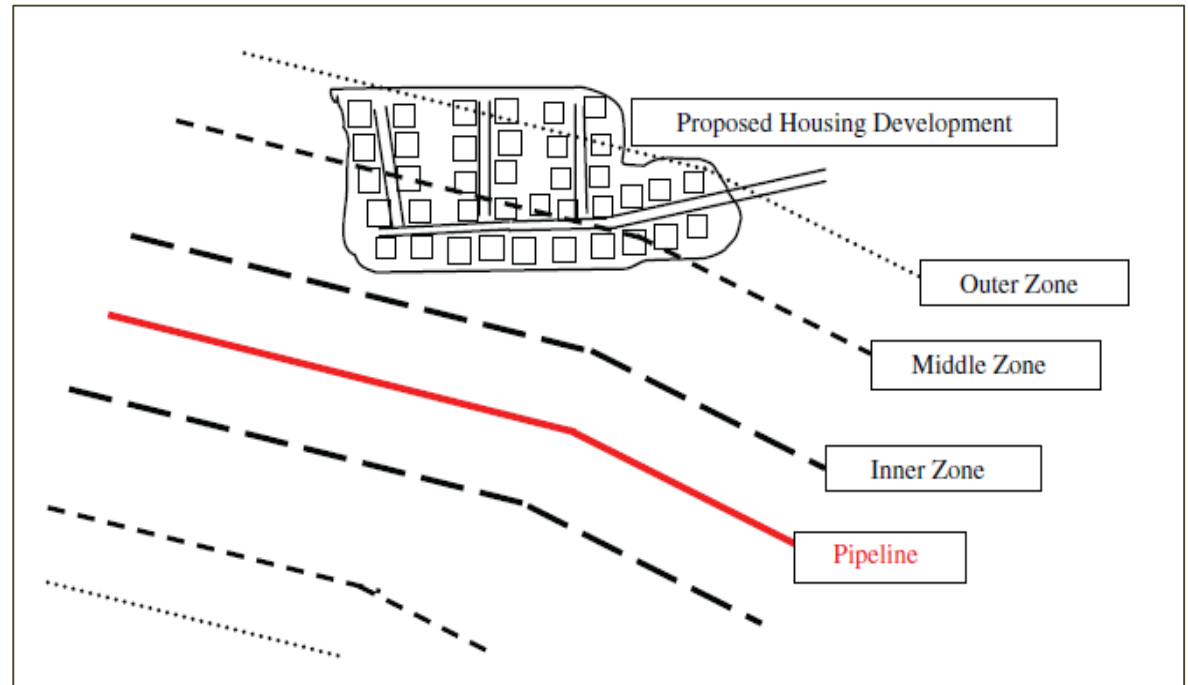 Proposed Housing Development
Outer Zone
Middle Zone
Inner Zone
Pipeline